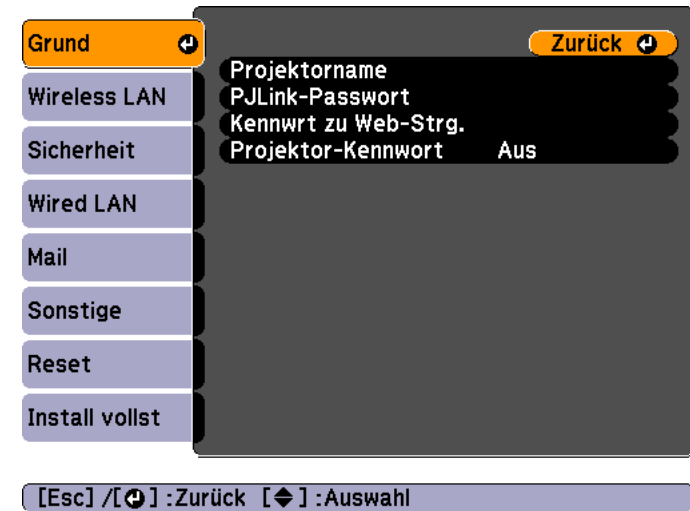 Grund
Zurück
Projektorname
Wireless LAN
PJLink-Passwort
Kennwrt zu Web-Strg.
Sicherheit
Projektor-Kennwort Aus
Wired LAN
Mail
Sonstige
Reset
Install vollst
[Esc] /[ ] :Zurück [ ] :Auswahl